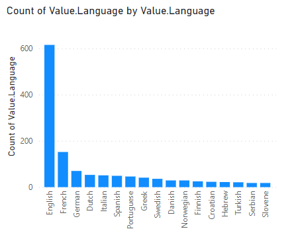 Count of Value.Language by Value.Language
Count of Value.Language
600
400
200
0
English
French
German
Dutch
Italian
Spanish
Portuguese
Greek
Swedish
Danish
Norwegian
Finnish
Croatian
Hebrew
Turkish
Serbian
Slovene